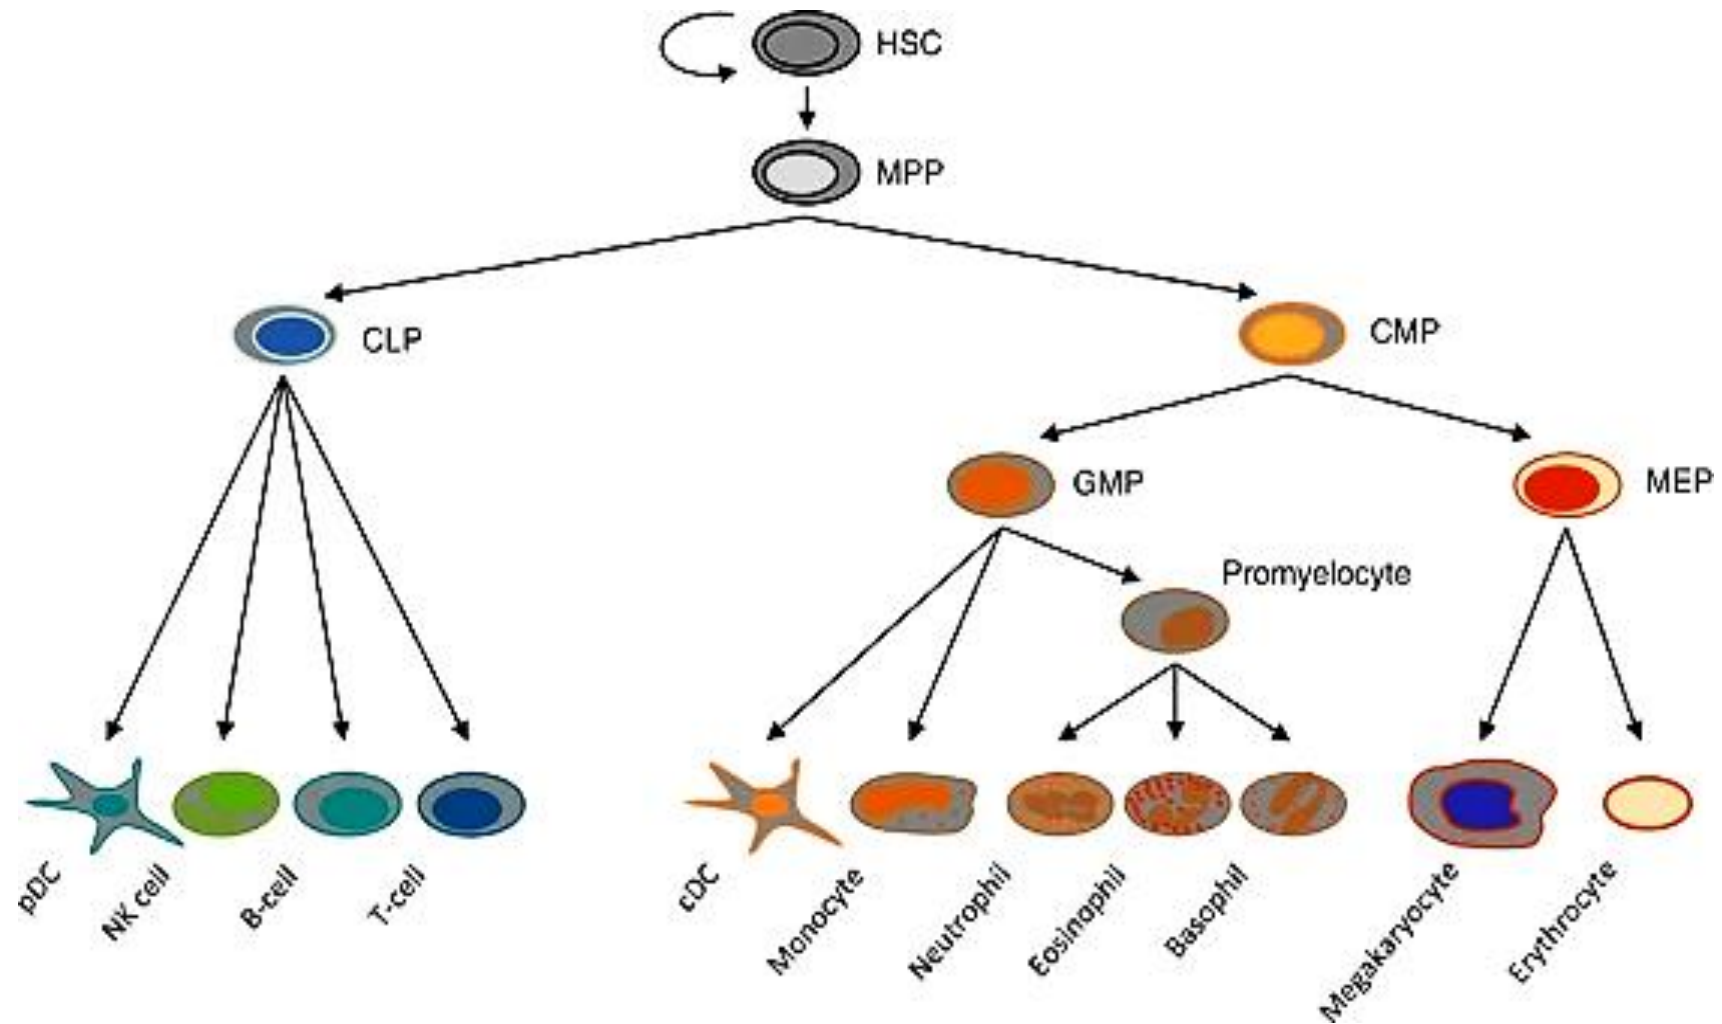 HSC
MPP
CLP
CMP
GMP
MEP
Promyelocyte
pDC
NK cell
B-cell
T-cell
cDC
Monocyte
Neutrophil
Eosinophil
Basophil
Megakaryocyte
Erythrocyte